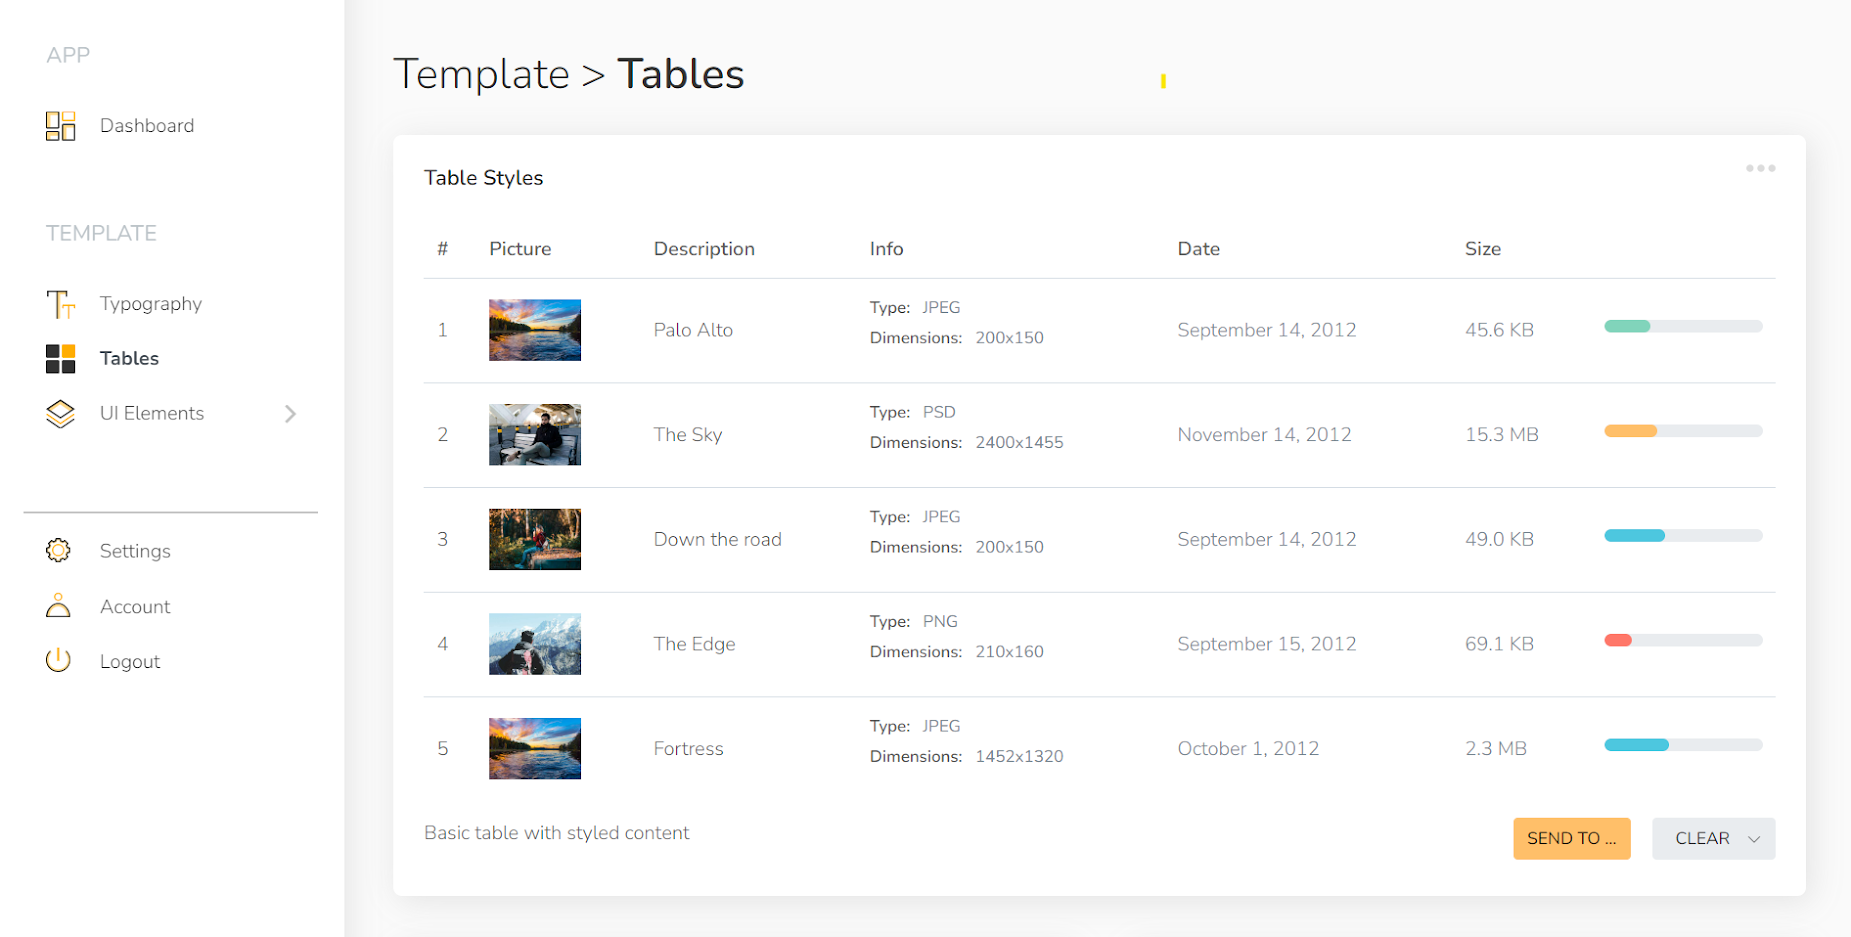 APP
Dashboard
TEMPLATE
Typography
Tables
UI Elements
Settings
Account
Logout
Template > Tables
Table Styles
# Picture Description Info Date Size
1 Palo Alto Type: JPEG Dimensions: 200x150 September 14, 2012 45.6 KB
2 The Sky Type: PSD Dimensions: 2400x1455 November 14, 2012 15.3 MB
3 Down the road Type: JPEG Dimensions: 200x150 September 14, 2012 49.0 KB
4 The Edge Type: PNG Dimensions: 210x160 September 15, 2012 69.1 KB
5 Fortress Type: JPEG Dimensions: 1452x1320 October 1, 2012 2.3 MB
Basic table with styled content
SEND TO ... CLEAR